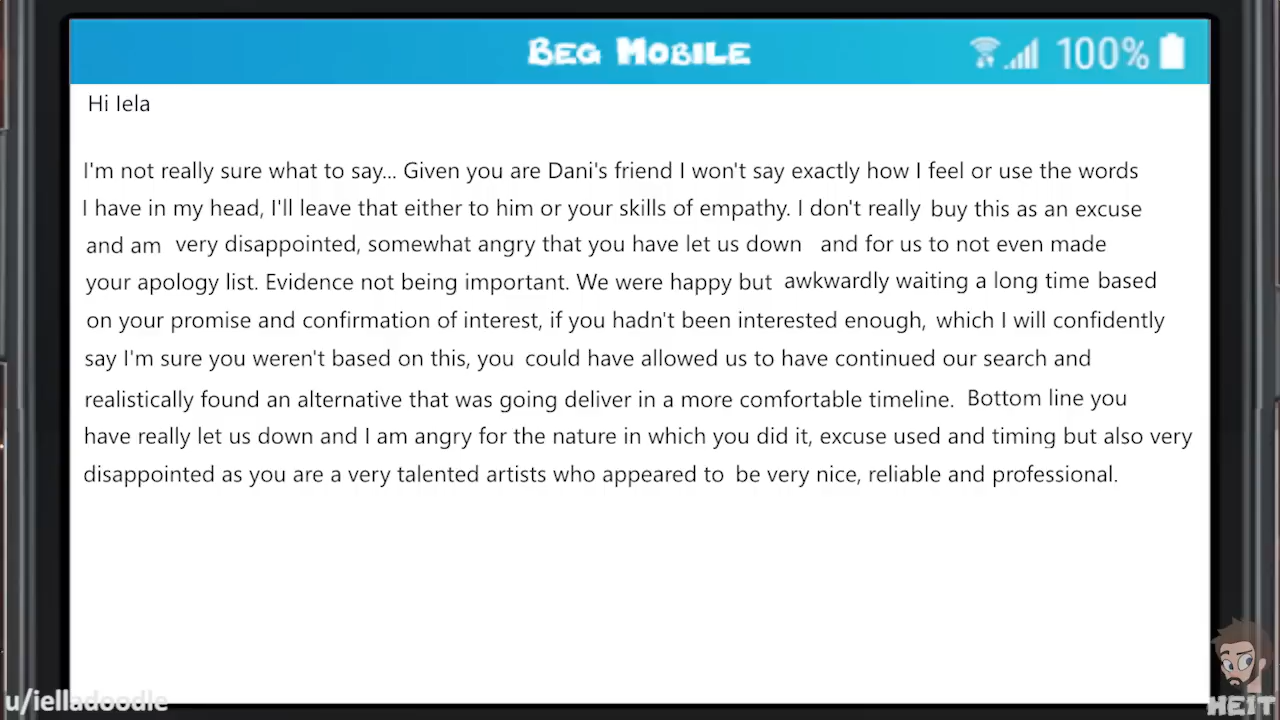 BEG MOBILE
100%
Hi Iela
I'm not really sure what to say... Given you are Dani's friend I won't say exactly how I feel or use the words
I have in my head, I'll leave that either to him or your skills of empathy. I don't really buy this as an excuse
and am very disappointed, somewhat angry that you have let us down and for us to not even made
your apology list. Evidence not being important. We were happy but awkwardly waiting a long time based
on your promise and confirmation of interest, if you hadn't been interested enough, which I will confidently
say I'm sure you weren't based on this, you could have allowed us to have continued our search and
realistically found an alternative that was going deliver in a more comfortable timeline. Bottom line you
have really let us down and I am angry for the nature in which you did it, excuse used and timing but also very
disappointed as you are a very talented artists who appeared to be very nice, reliable and professional.
u/ielladoodle
HEIT